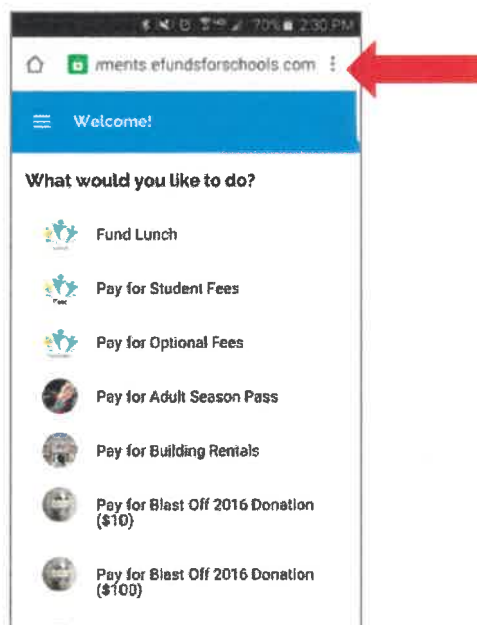 70% 2:30 PM
ments.efundsforschools.com
Welcome!
What would you like to do?
Fund Lunch
Pay for Student Fees
Pay for Optional Fees
Pay for Adult Season Pass
Pay for Building Rentals
Pay for Blast Off 2016 Donation
($10)
Pay for Blast Off 2016 Donation
($100)